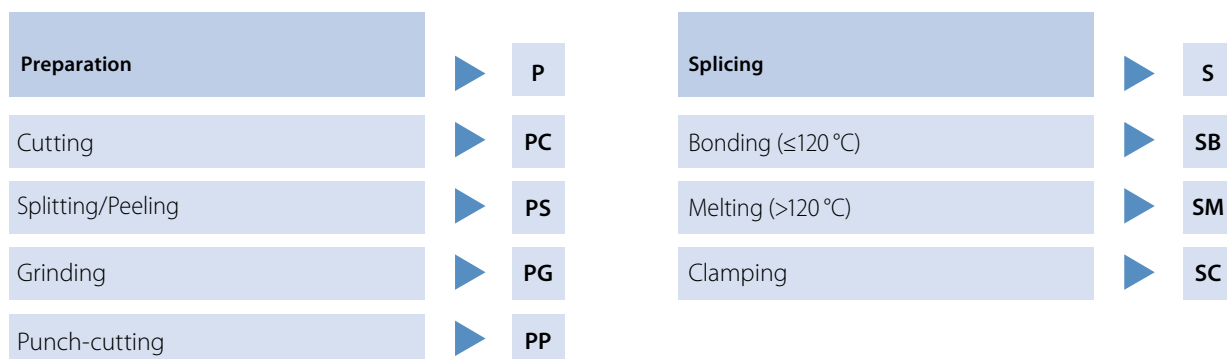 Preparation P
Cutting PC
Splitting/Peeling PS
Grinding PG
Punch-cutting PP
Splicing S
Bonding (≤120 °C) SB
Melting (>120 °C) SM
Clamping SC